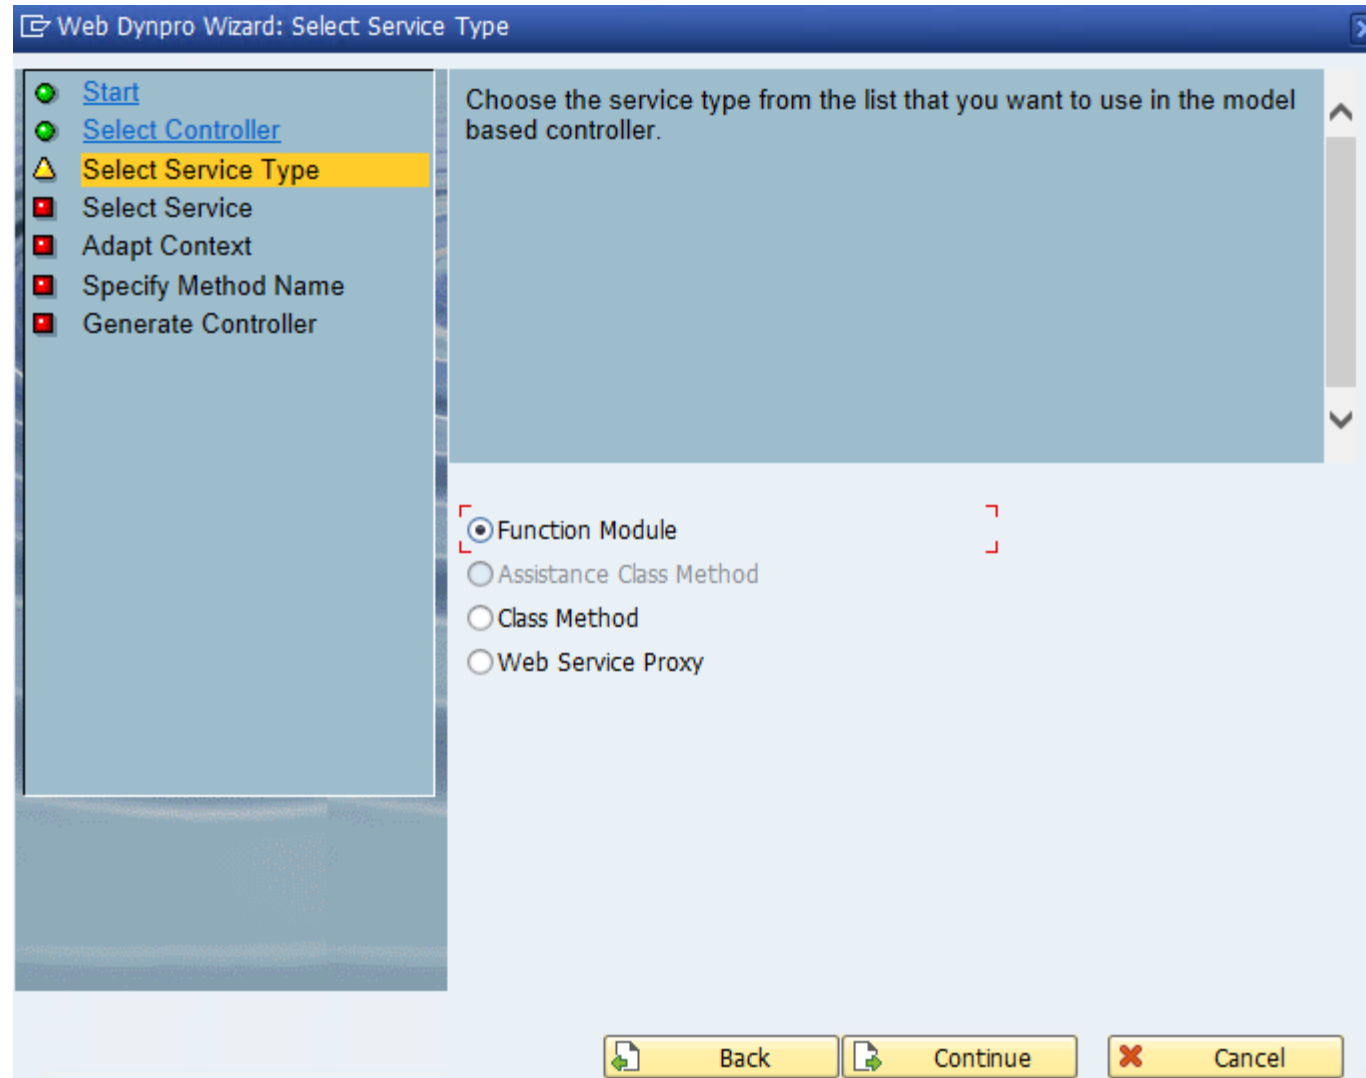 Web Dynpro Wizard: Select Service Type
Start
Select Controller
Select Service Type
Select Service
Adapt Context
Specify Method Name
Generate Controller
Choose the service type from the list that you want to use in the model
based controller.
Function Module
Assistance Class Method
Class Method
Web Service Proxy
Back
Continue
Cancel